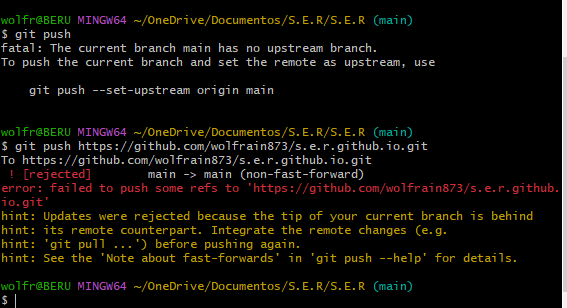 wolfr@BERU MINGW64 ~/OneDrive/Documentos/S.E.R/S.E.R (main)
$ git push
fatal: The current branch main has no upstream branch.
To push the current branch and set the remote as upstream, use
    git push --set-upstream origin main
wolfr@BERU MINGW64 ~/OneDrive/Documentos/S.E.R/S.E.R (main)
$ git push https://github.com/wolfrain873/s.e.r.github.io.git
To https://github.com/wolfrain873/s.e.r.github.io.git
 ! [rejected]        main -> main (non-fast-forward)
error: failed to push some refs to 'https://github.com/wolfrain873/s.e.r.github.
io.git'
hint: Updates were rejected because the tip of your current branch is behind
hint: its remote counterpart. Integrate the remote changes (e.g.
hint: 'git pull ...') before pushing again.
hint: See the 'Note about fast-forwards' in 'git push --help' for details.
wolfr@BERU MINGW64 ~/OneDrive/Documentos/S.E.R/S.E.R (main)
$